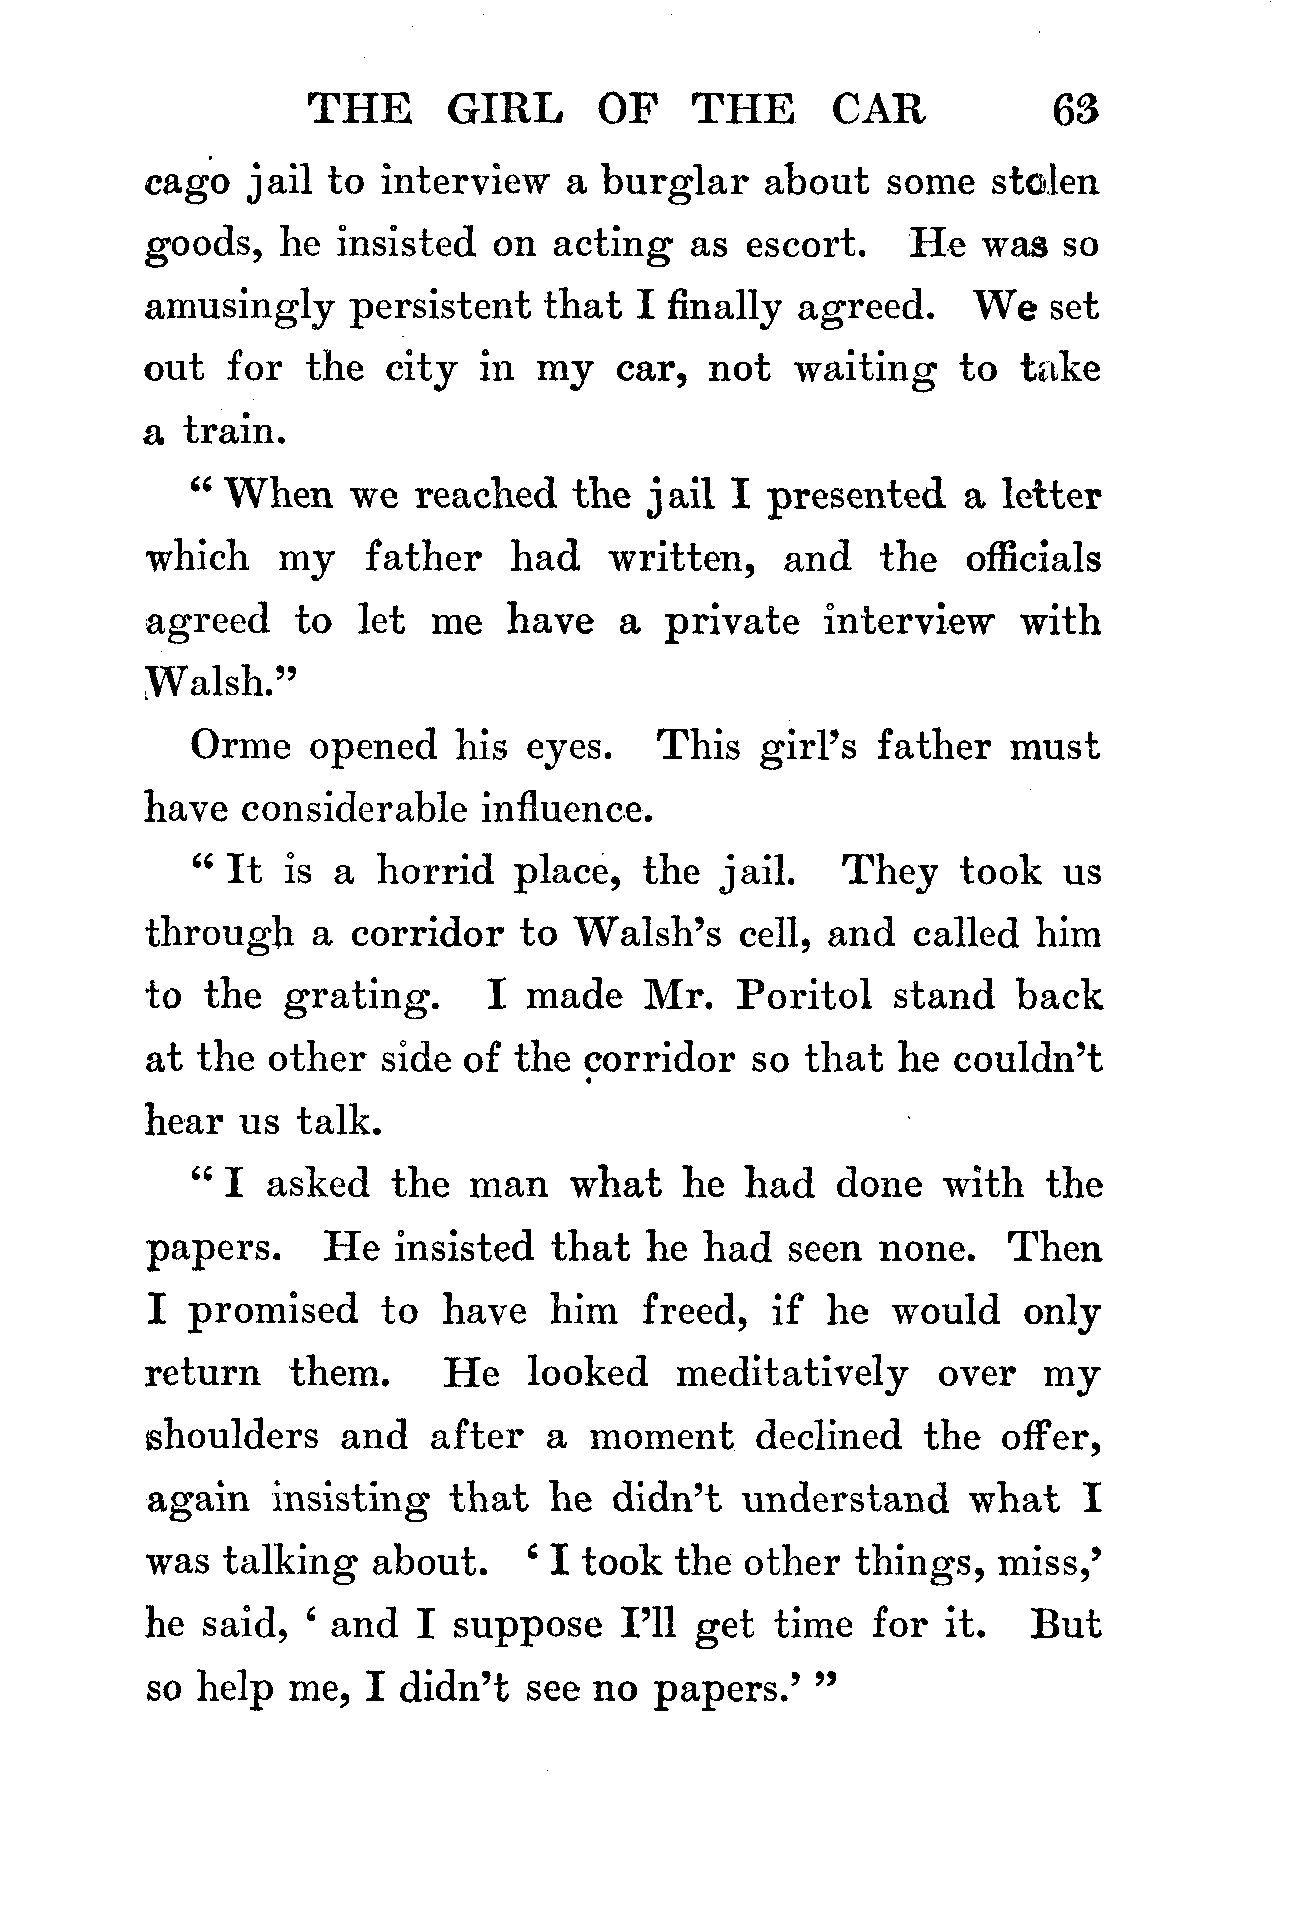 THE GIRL OF THE CAR 63
cago jail to interview a burglar about some stolen
goods, he insisted on acting as escort. He was so
amusingly persistent that I finally agreed. We set
out for the city in my car, not waiting to take
a train.
“ When we reached the jail I presented a letter
which my father had written, and the officials
agreed to let me have a private interview with
Walsh.”
Orme opened his eyes. This girl’s father must
have considerable influence.
“ It is a horrid place, the jail. They took us
through a corridor to Walsh’s cell, and called him
to the grating. I made Mr. Poritol stand back
at the other side of the corridor so that he couldn’t
hear us talk.
“ I asked the man what he had done with the
papers. He insisted that he had seen none. Then
I promised to have him freed, if he would only
return them. He looked meditatively over my
shoulders and after a moment declined the offer,
again insisting that he didn’t understand what I
was talking about. ‘ I took the other things, miss,’
he said, ‘ and I suppose I’ll get time for it. But
so help me, I didn’t see no papers.’ ”